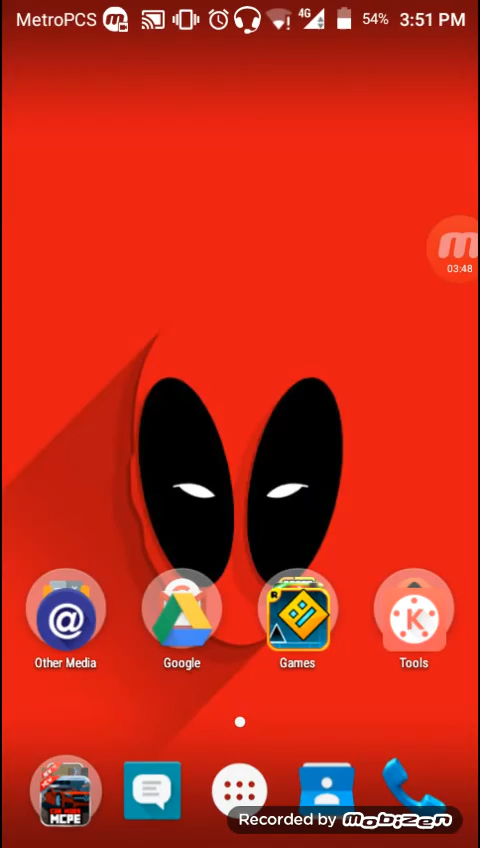 MetroPCS 4G 54% 3:51 PM
03:48
@
K
Other Media Google Games Tools
MCPE
Recorded by mobizen